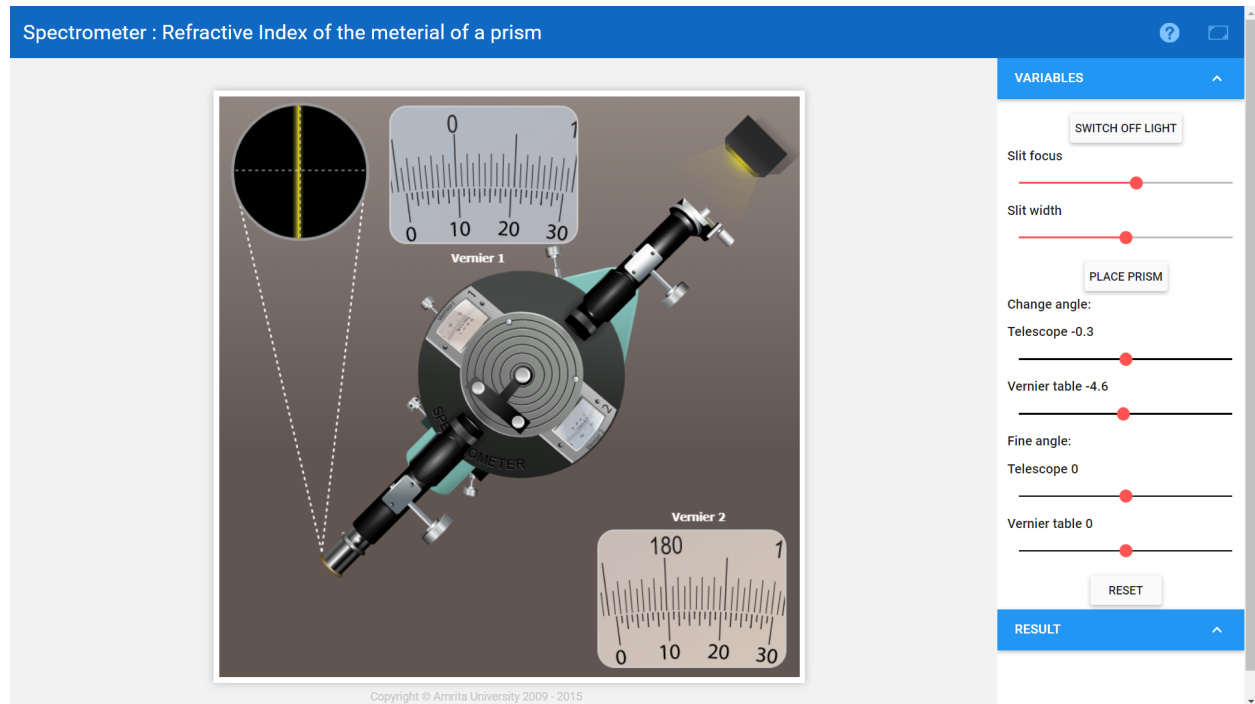 Spectrometer : Refractive Index of the meterial of a prism
VARIABLES
SWITCH OFF LIGHT
Slit focus
Slit width
PLACE PRISM
Change angle:
Telescope -0.3
Vernier table -4.6
Fine angle:
Telescope 0
Vernier table 0
RESET
RESULT
0 1
0 10 20 30
Vernier 1
1
2
SPECTROMETER
Vernier 2
180 1
0 10 20 30
Copyright © Amrita University 2009 - 2015